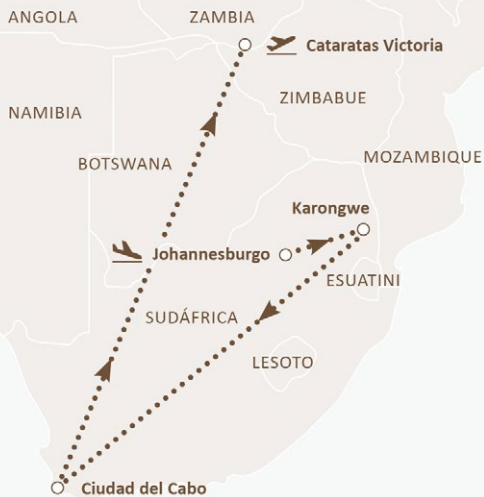 ANGOLA
ZAMBIA
Cataratas Victoria
ZIMBABUE
NAMIBIA
BOTSWANA
MOZAMBIQUE
Karongwe
Johannesburgo
ESUATINI
SUDÁFRICA
LESOTO
Ciudad del Cabo